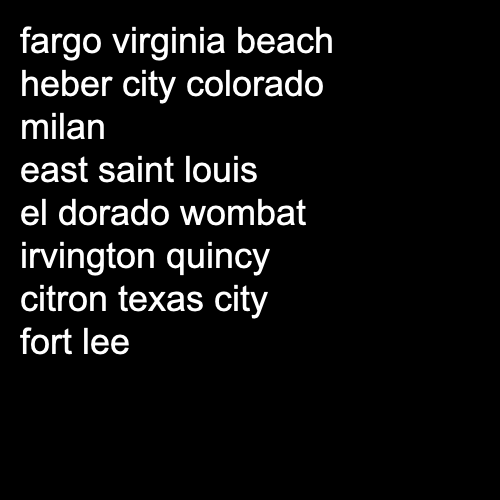 fargo virginia beach
heber city colorado
milan
east saint louis
el dorado wombat
irvington quincy
citron texas city
fort lee